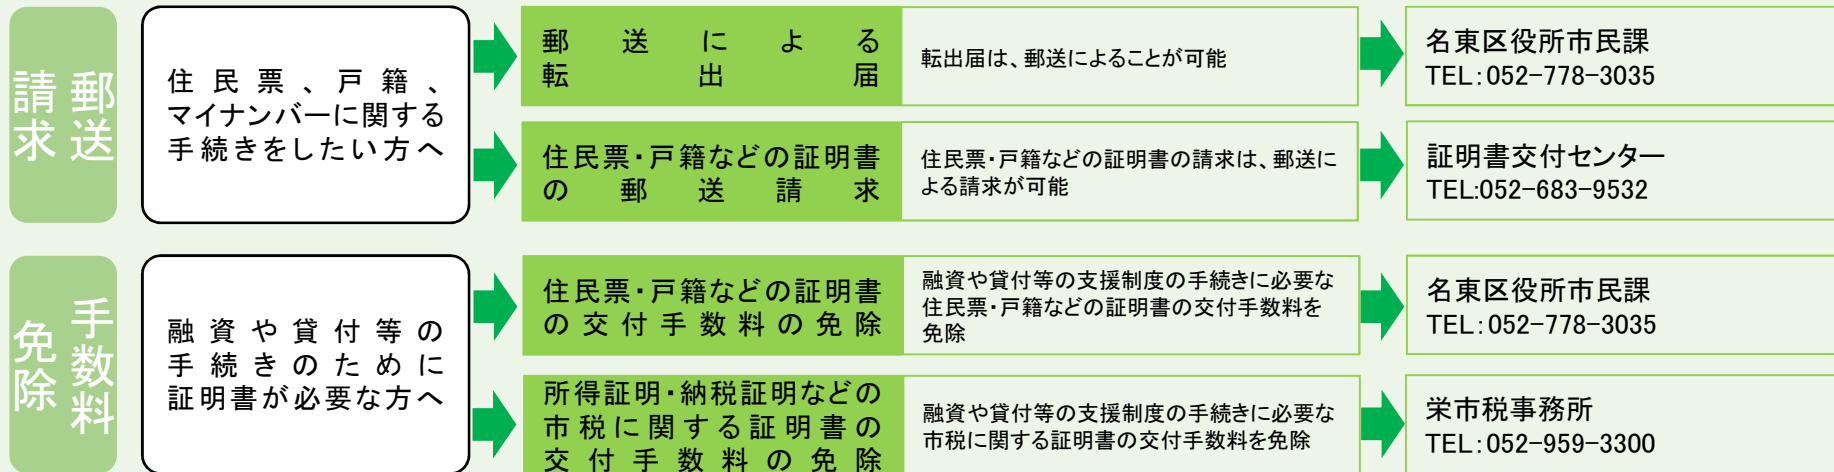 郵送
請求
住民票、戸籍、
マイナンバーに関する
手続きをしたい方へ
郵送による
転出届
転出届は、郵送によることが可能
名東区役所市民課
TEL:052-778-3035
住民票・戸籍などの証明書
の郵送請求
住民票・戸籍などの証明書の請求は、郵送に
よる請求が可能
証明書交付センター
TEL:052-683-9532
手数料
免除
融資や貸付等の
手続きのために
証明書が必要な方へ
住民票・戸籍などの証明書
の交付手数料の免除
融資や貸付等の支援制度の手続きに必要な
住民票・戸籍などの証明書の交付手数料を
免除
名東区役所市民課
TEL:052-778-3035
所得証明・納税証明などの
市税に関する証明書の
交付手数料の免除
融資や貸付等の支援制度の手続きに必要な
市税に関する証明書の交付手数料を免除
栄市税事務所
TEL:052-959-3300